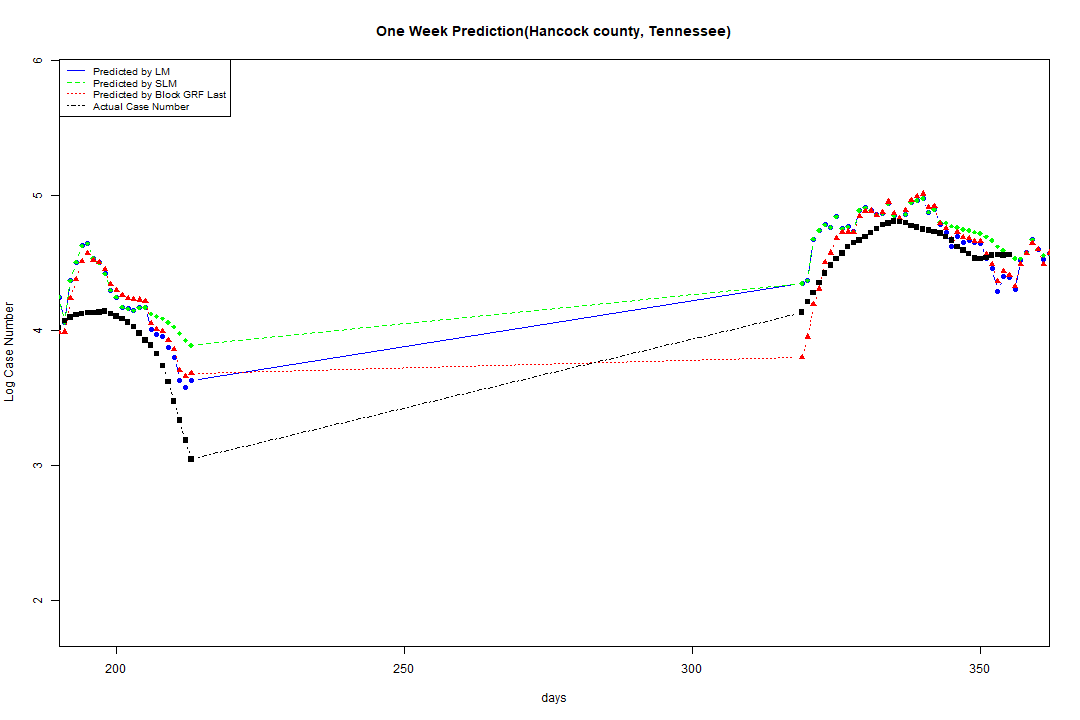 One Week Prediction(Hancock county, Tennessee)
Predicted by LM
Predicted by SLM
Predicted by Block GRF Last
Actual Case Number
6
5
4
3
2
Log Case Number
200
250
300
350
days